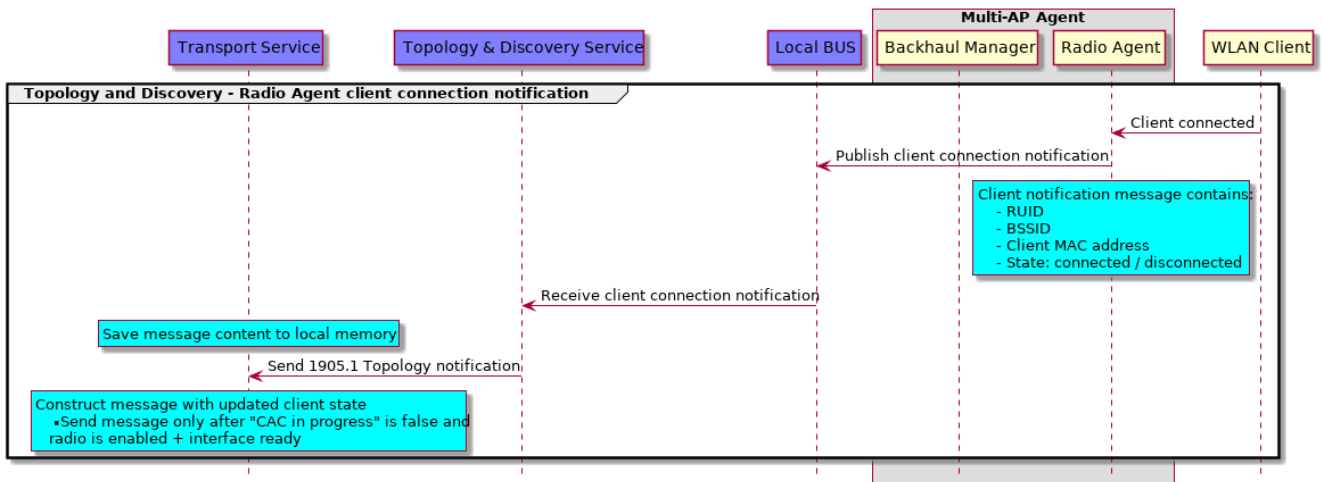 Multi-AP Agent
Transport Service
Topology & Discovery Service
Local BUS
Backhaul Manager
Radio Agent
WLAN Client
Topology and Discovery - Radio Agent client connection notification
Client connected
Publish client connection notification
Client notification message contains:
- RUID
- BSSID
- Client MAC address
- State: connected / disconnected
Receive client connection notification
Save message content to local memory
Send 1905.1 Topology notification
Construct message with updated client state
▪Send message only after "CAC in progress" is false and
radio is enabled + interface ready